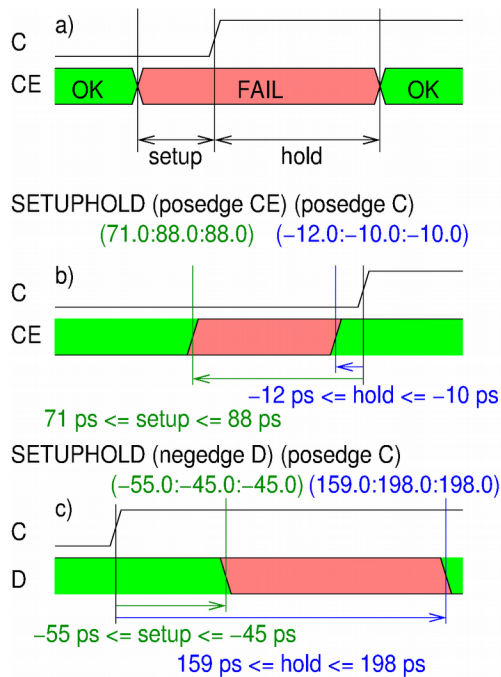 a)
C
CE OK FAIL OK
setup hold
SETUPHOLD (posedge CE) (posedge C)
(71.0:88.0:88.0) (−12.0:−10.0:−10.0)
b)
C
CE
−12 ps <= hold <= −10 ps
71 ps <= setup <= 88 ps
SETUPHOLD (negedge D) (posedge C)
(−55.0:−45.0:−45.0) (159.0:198.0:198.0)
c)
C
D
−55 ps <= setup <= −45 ps
159 ps <= hold <= 198 ps